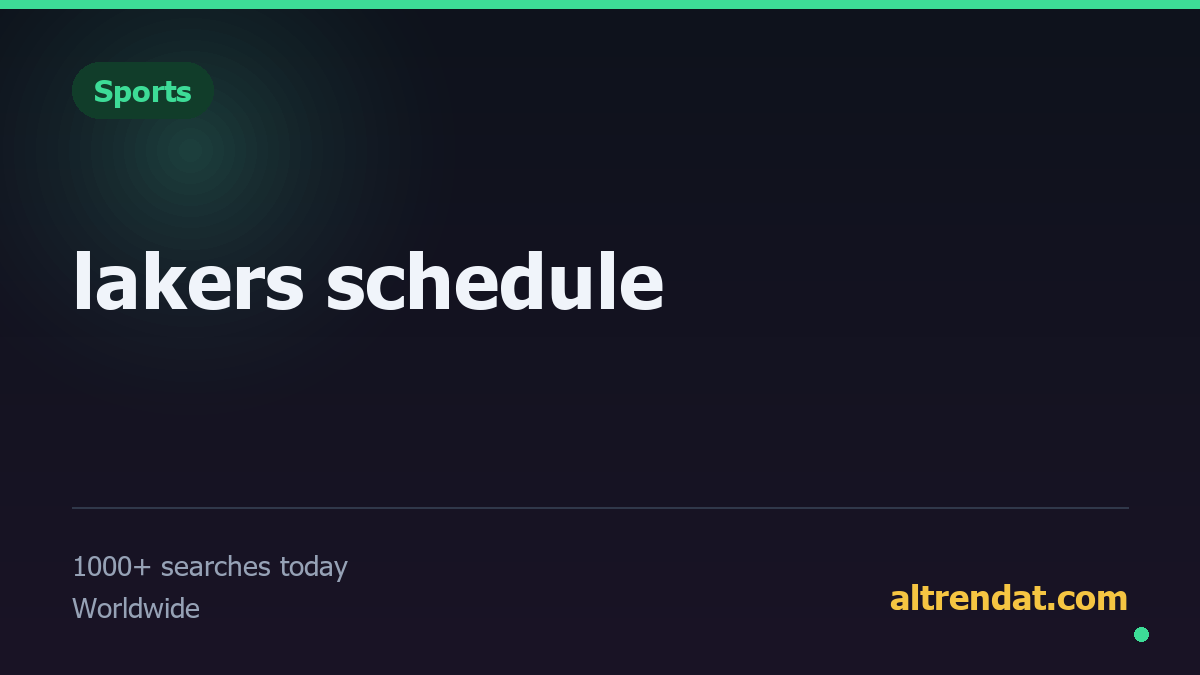 Sports
lakers schedule
1000+ searches today
Worldwide
altrendat.com